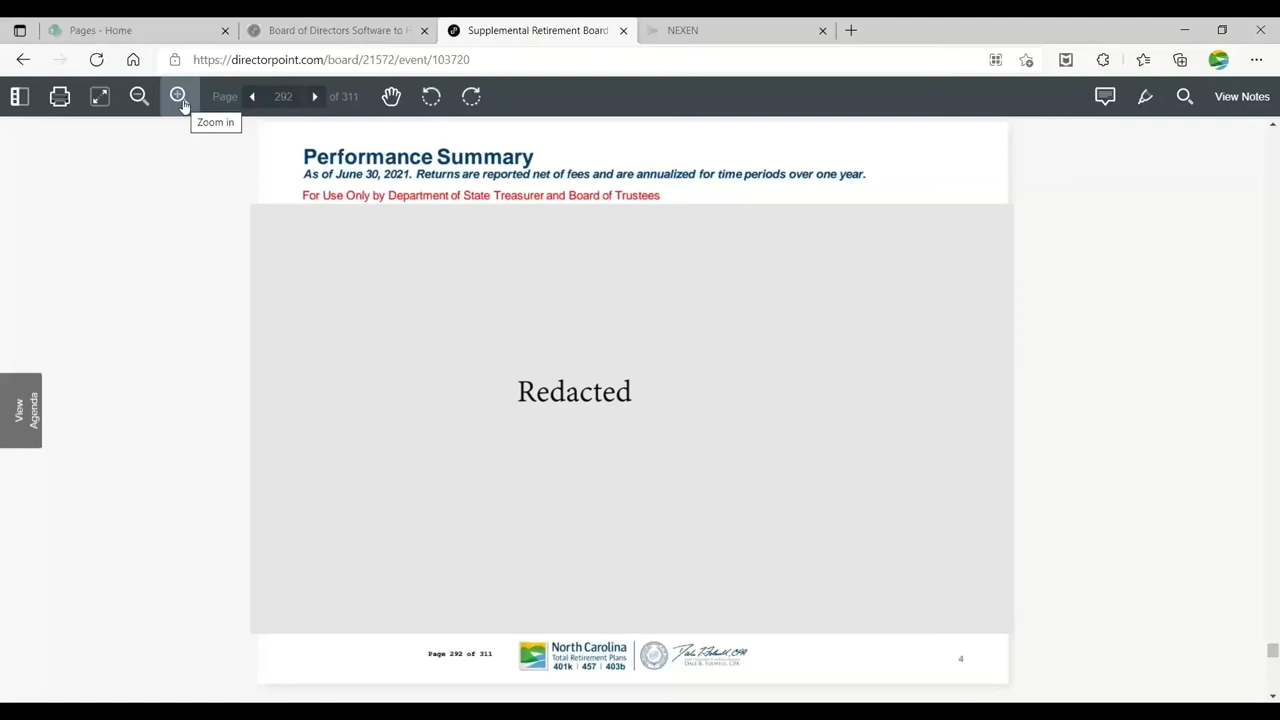 Pages - Home
Board of Directors Software to H
Supplemental Retirement Board
NEXEN
https://directorpoint.com/board/21572/event/103720
Page 292 of 311
View Notes
Zoom in
Performance Summary
As of June 30, 2021. Returns are reported net of fees and are annualized for time periods over one year.
For Use Only by Department of State Treasurer and Board of Trustees
View
Agenda
Redacted
Page 292 of 311
North Carolina
Total Retirement Plans
401k | 457 | 403b
DALE R. FOLWELL, CPA
4